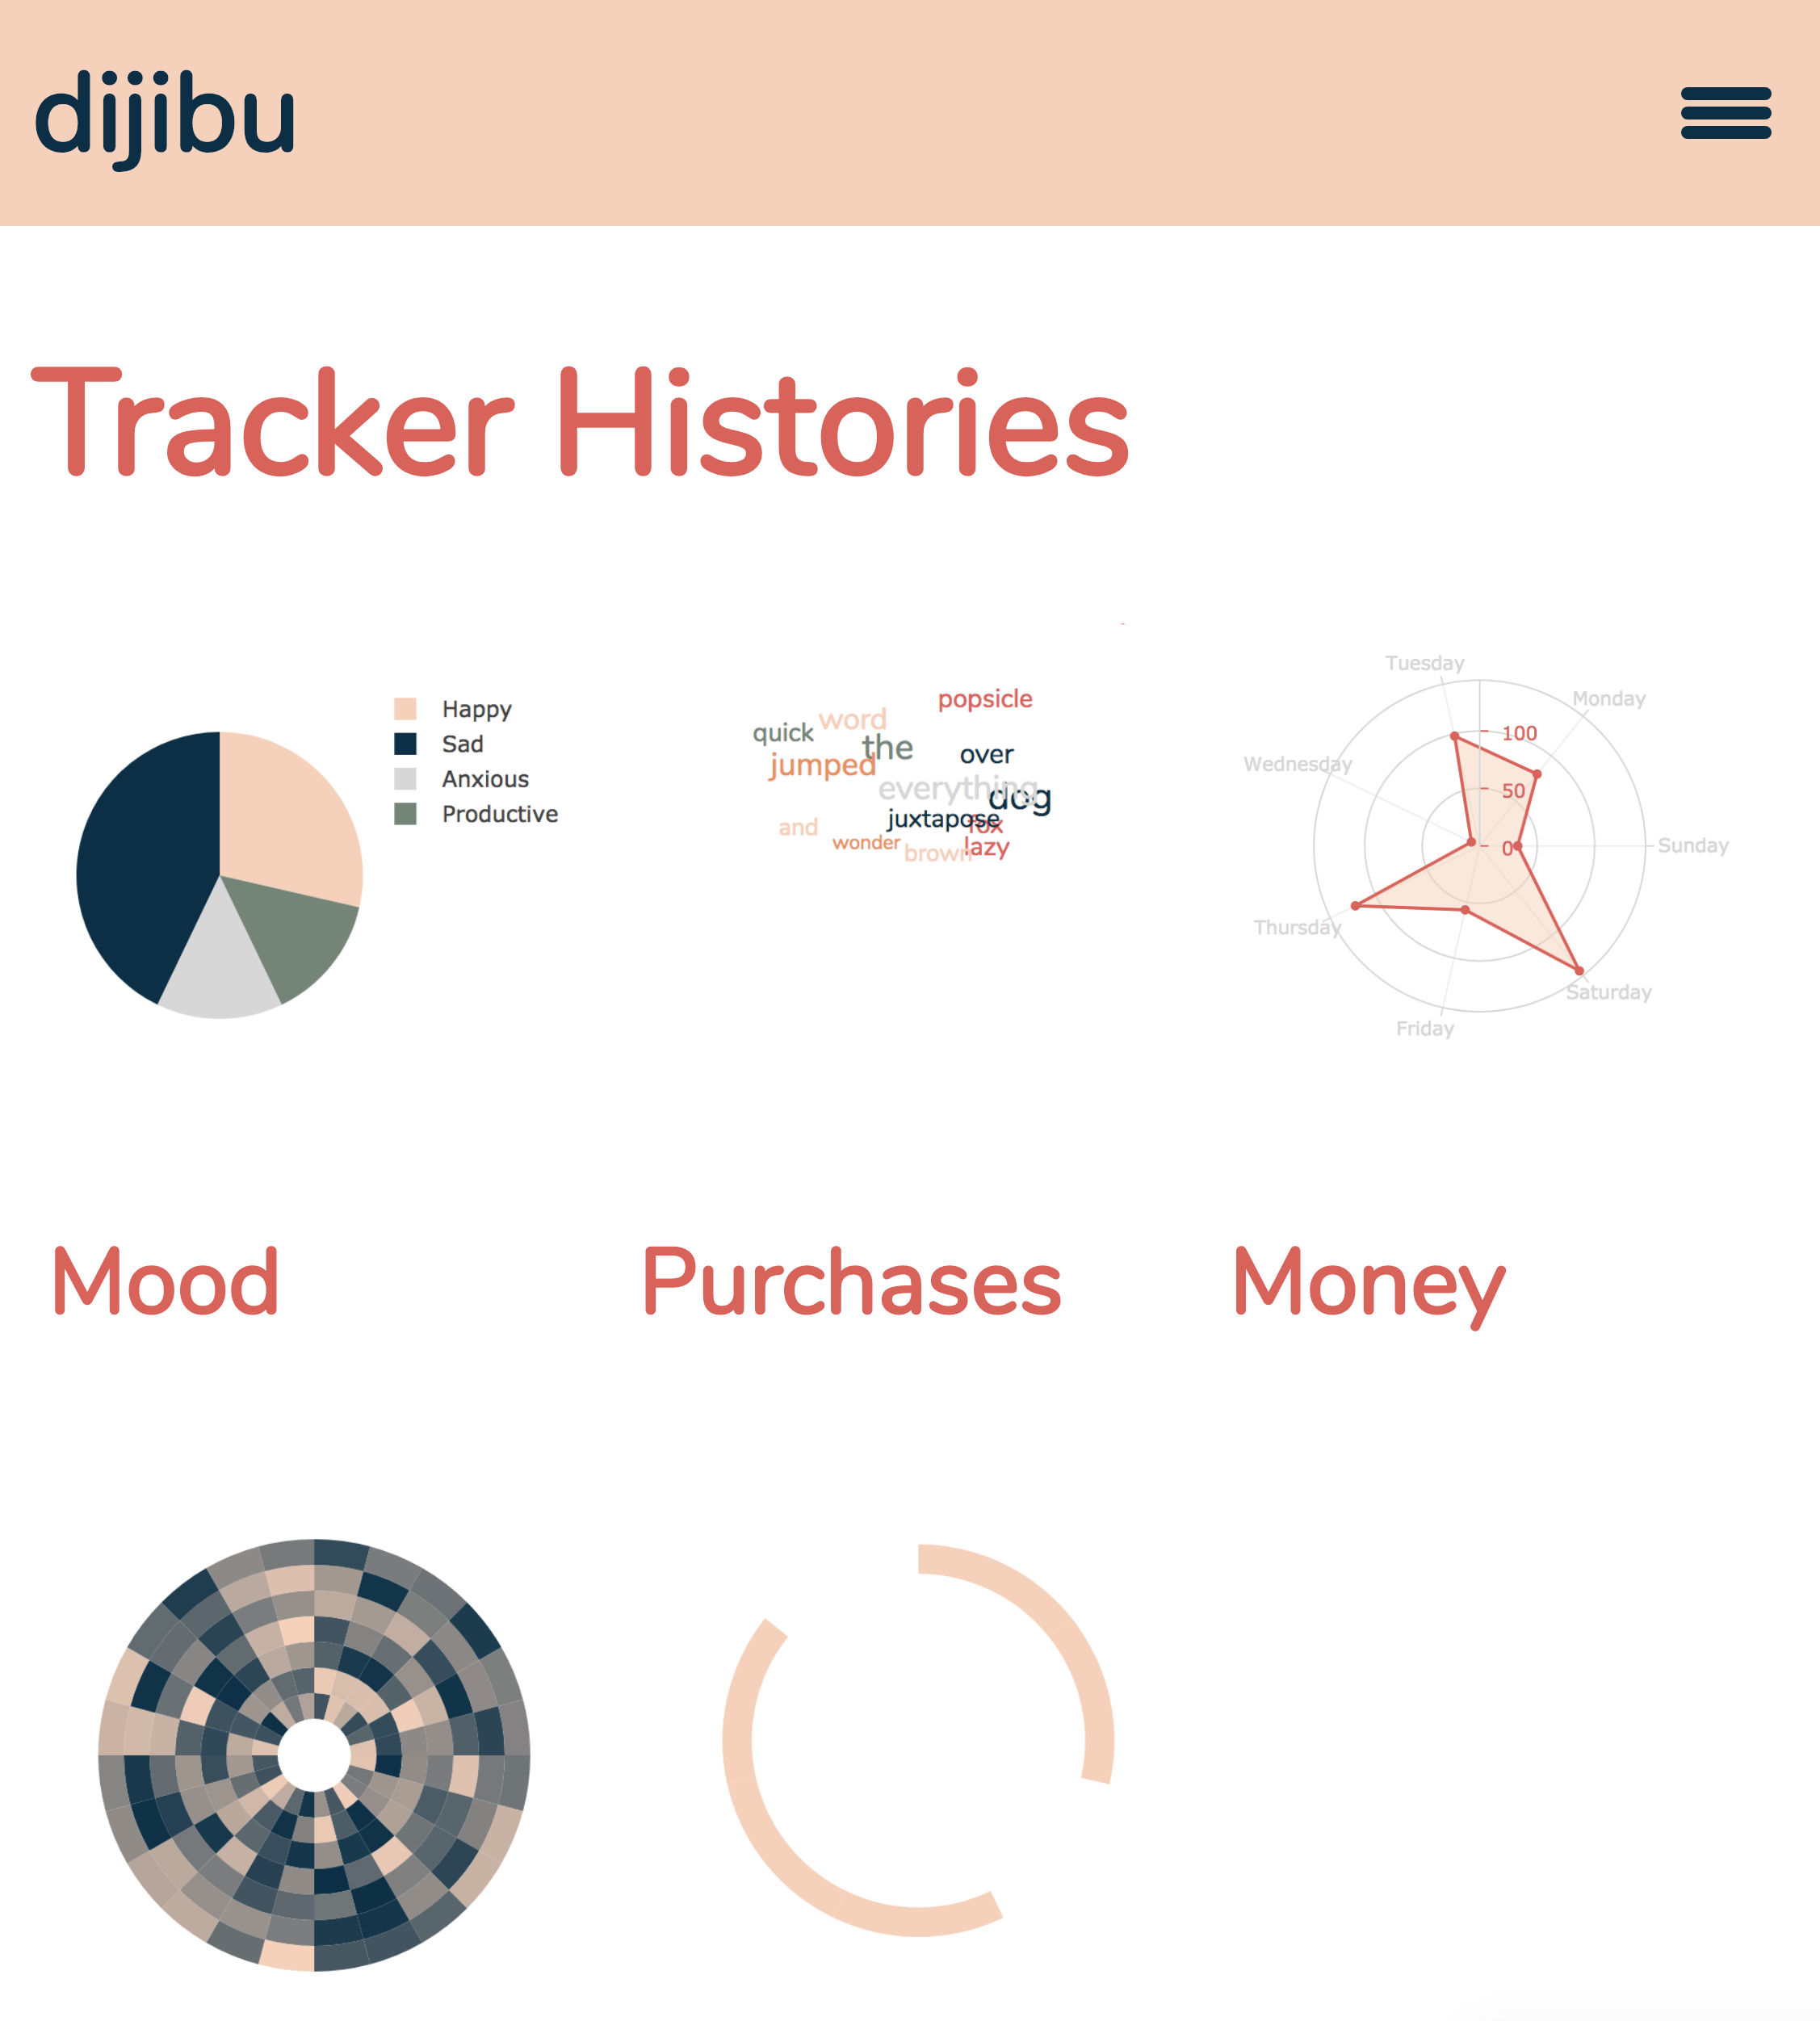 dijibu
Tracker Histories
Happy
Sad
Anxious
Productive
popsicle
word
quick
the
over
jumped
everything
dog
juxtapose
fox
and
wonder
lazy
brown
Tuesday
Monday
100
Wednesday
50
0
Sunday
Thursday
Saturday
Friday
Mood
Purchases
Money